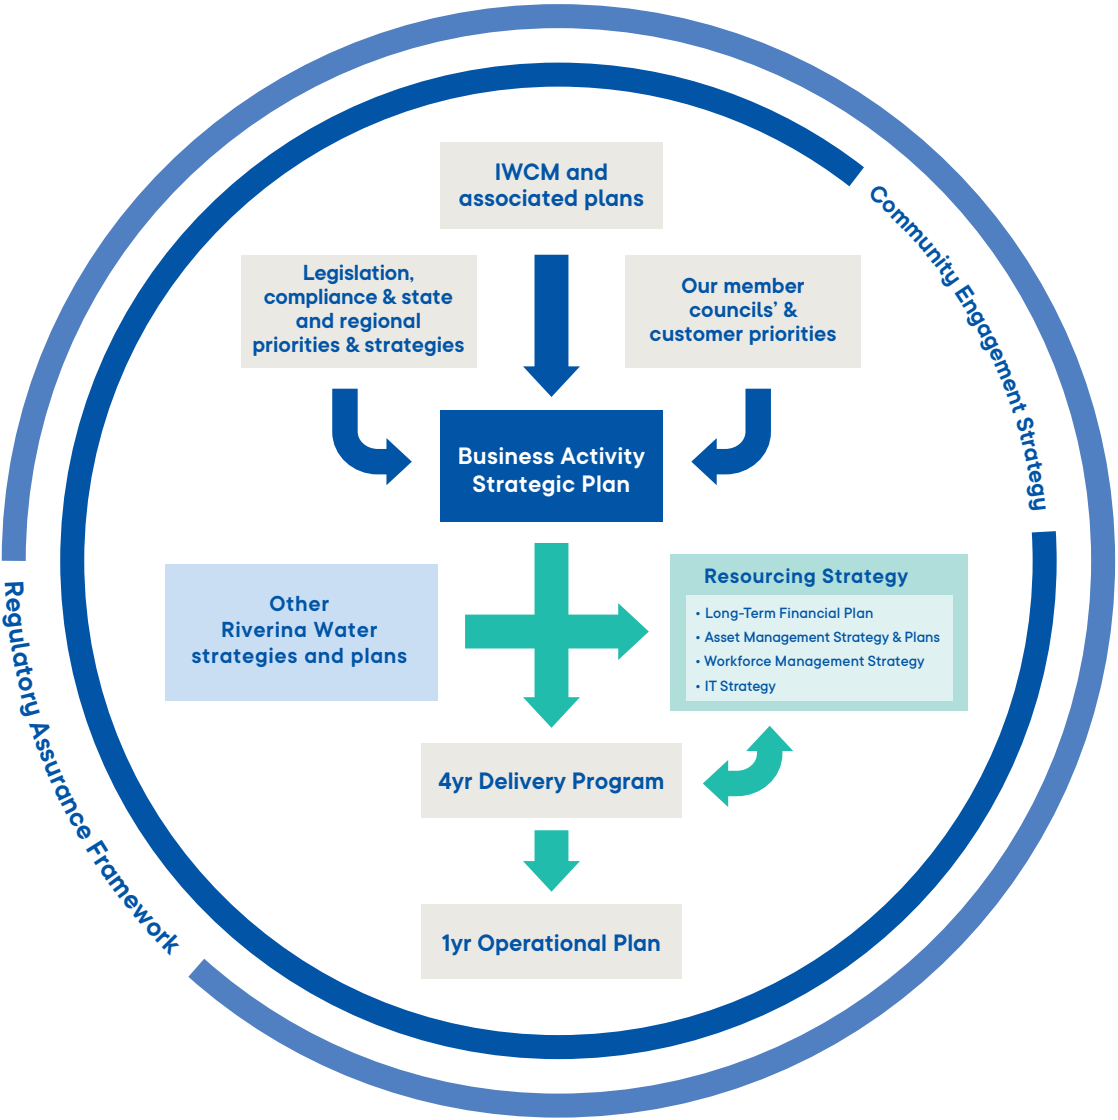 IWCM and
associated plans
Legislation,
compliance & state
and regional
priorities & strategies
Our member
councils’ &
customer priorities
Community Engagement Strategy
Business Activity
Strategic Plan
Other
Riverina Water
strategies and plans
Resourcing Strategy
• Long-Term Financial Plan
• Asset Management Strategy & Plans
• Workforce Management Strategy
• IT Strategy
Regulatory Assurance Framework
4yr Delivery Program
1yr Operational Plan